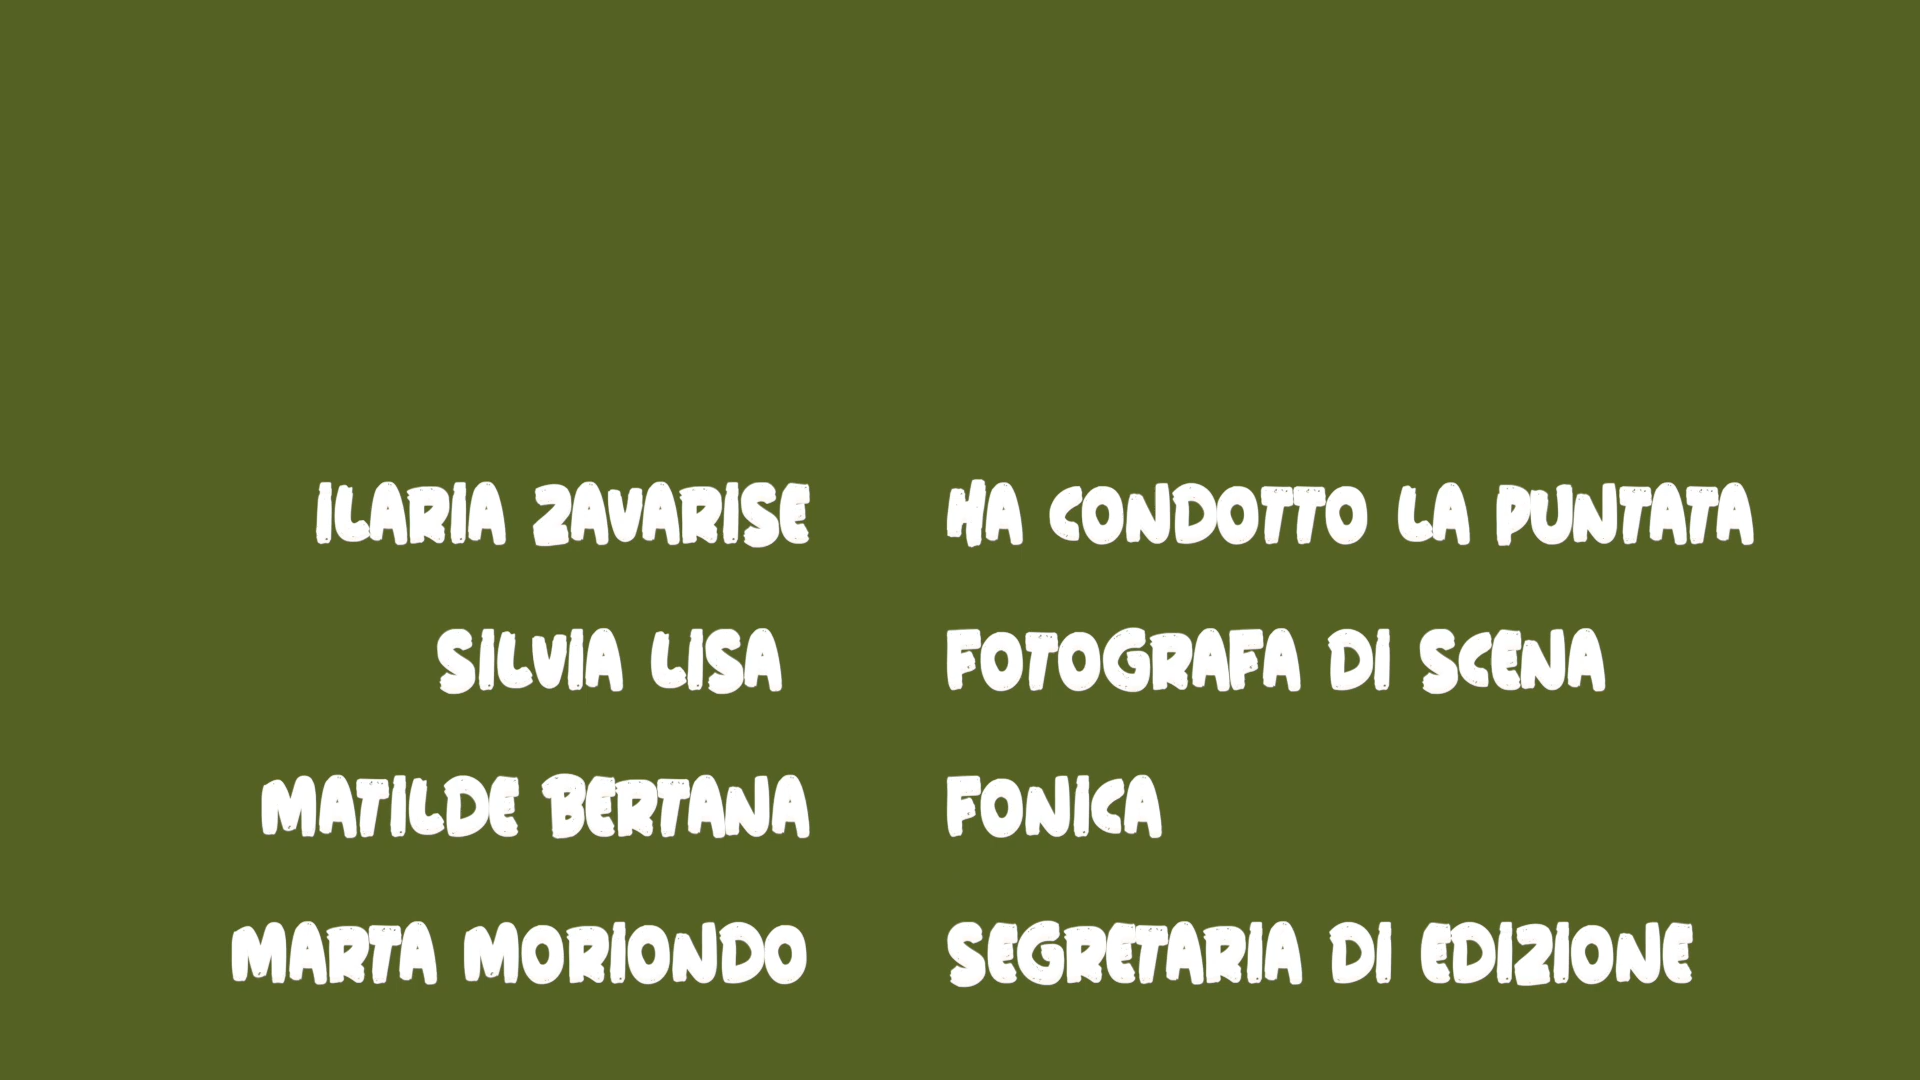 ILARIA ZAVARISE HA CONDOTTO LA PUNTATA
SILVIA LISA FOTOGRAFA DI SCENA
MATILDE BERTANA FONICA
MARTA MORIONDO SEGRETARIA DI EDIZIONE